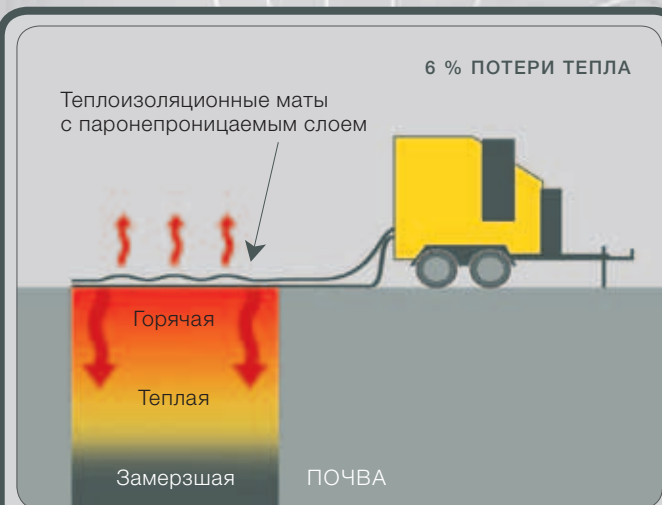 6 % ПОТЕРИ ТЕПЛА
Теплоизоляционные маты
с паронепроницаемым слоем
Горячая
Теплая
Замерзшая
ПОЧВА